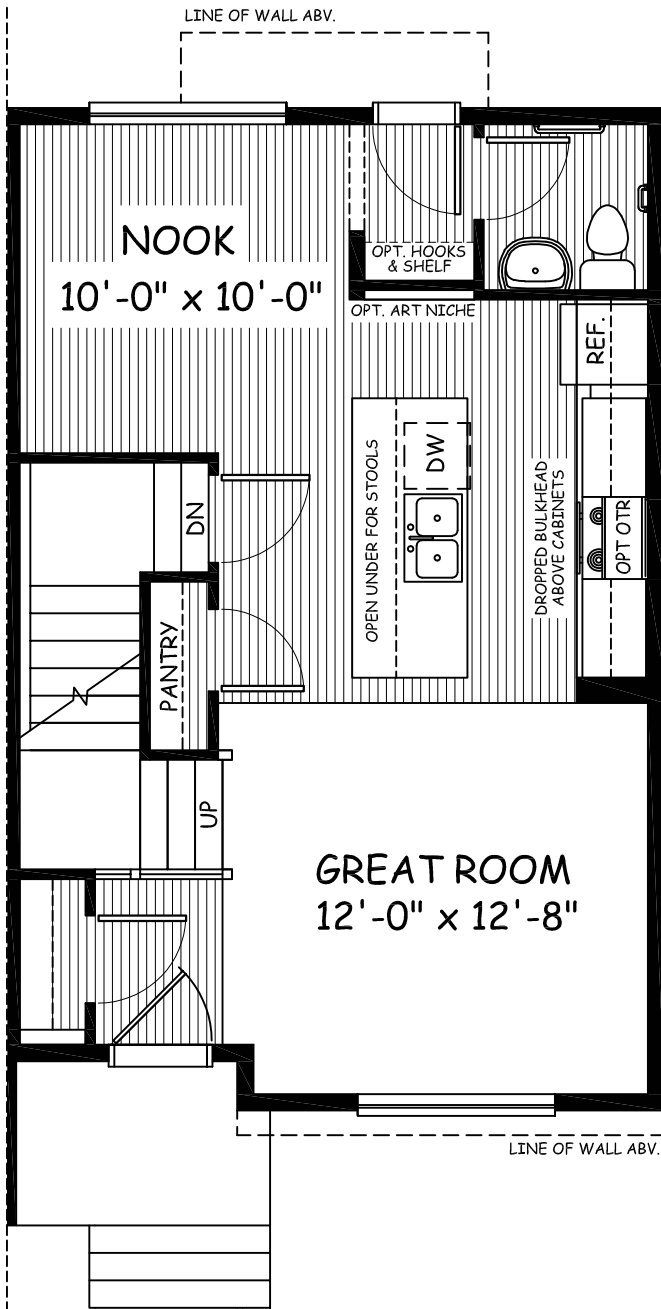 LINE OF WALL ABV.
NOOK
10'-0" x 10'-0"
OPT. HOOKS
& SHELF
OPT. ART NICHE
REF.
DW
OPEN UNDER FOR STOOLS
DROPPED BULKHEAD
ABOVE CABINETS
OPT OTR
DN
PANTRY
UP
GREAT ROOM
12'-0" x 12'-8"
LINE OF WALL ABV.